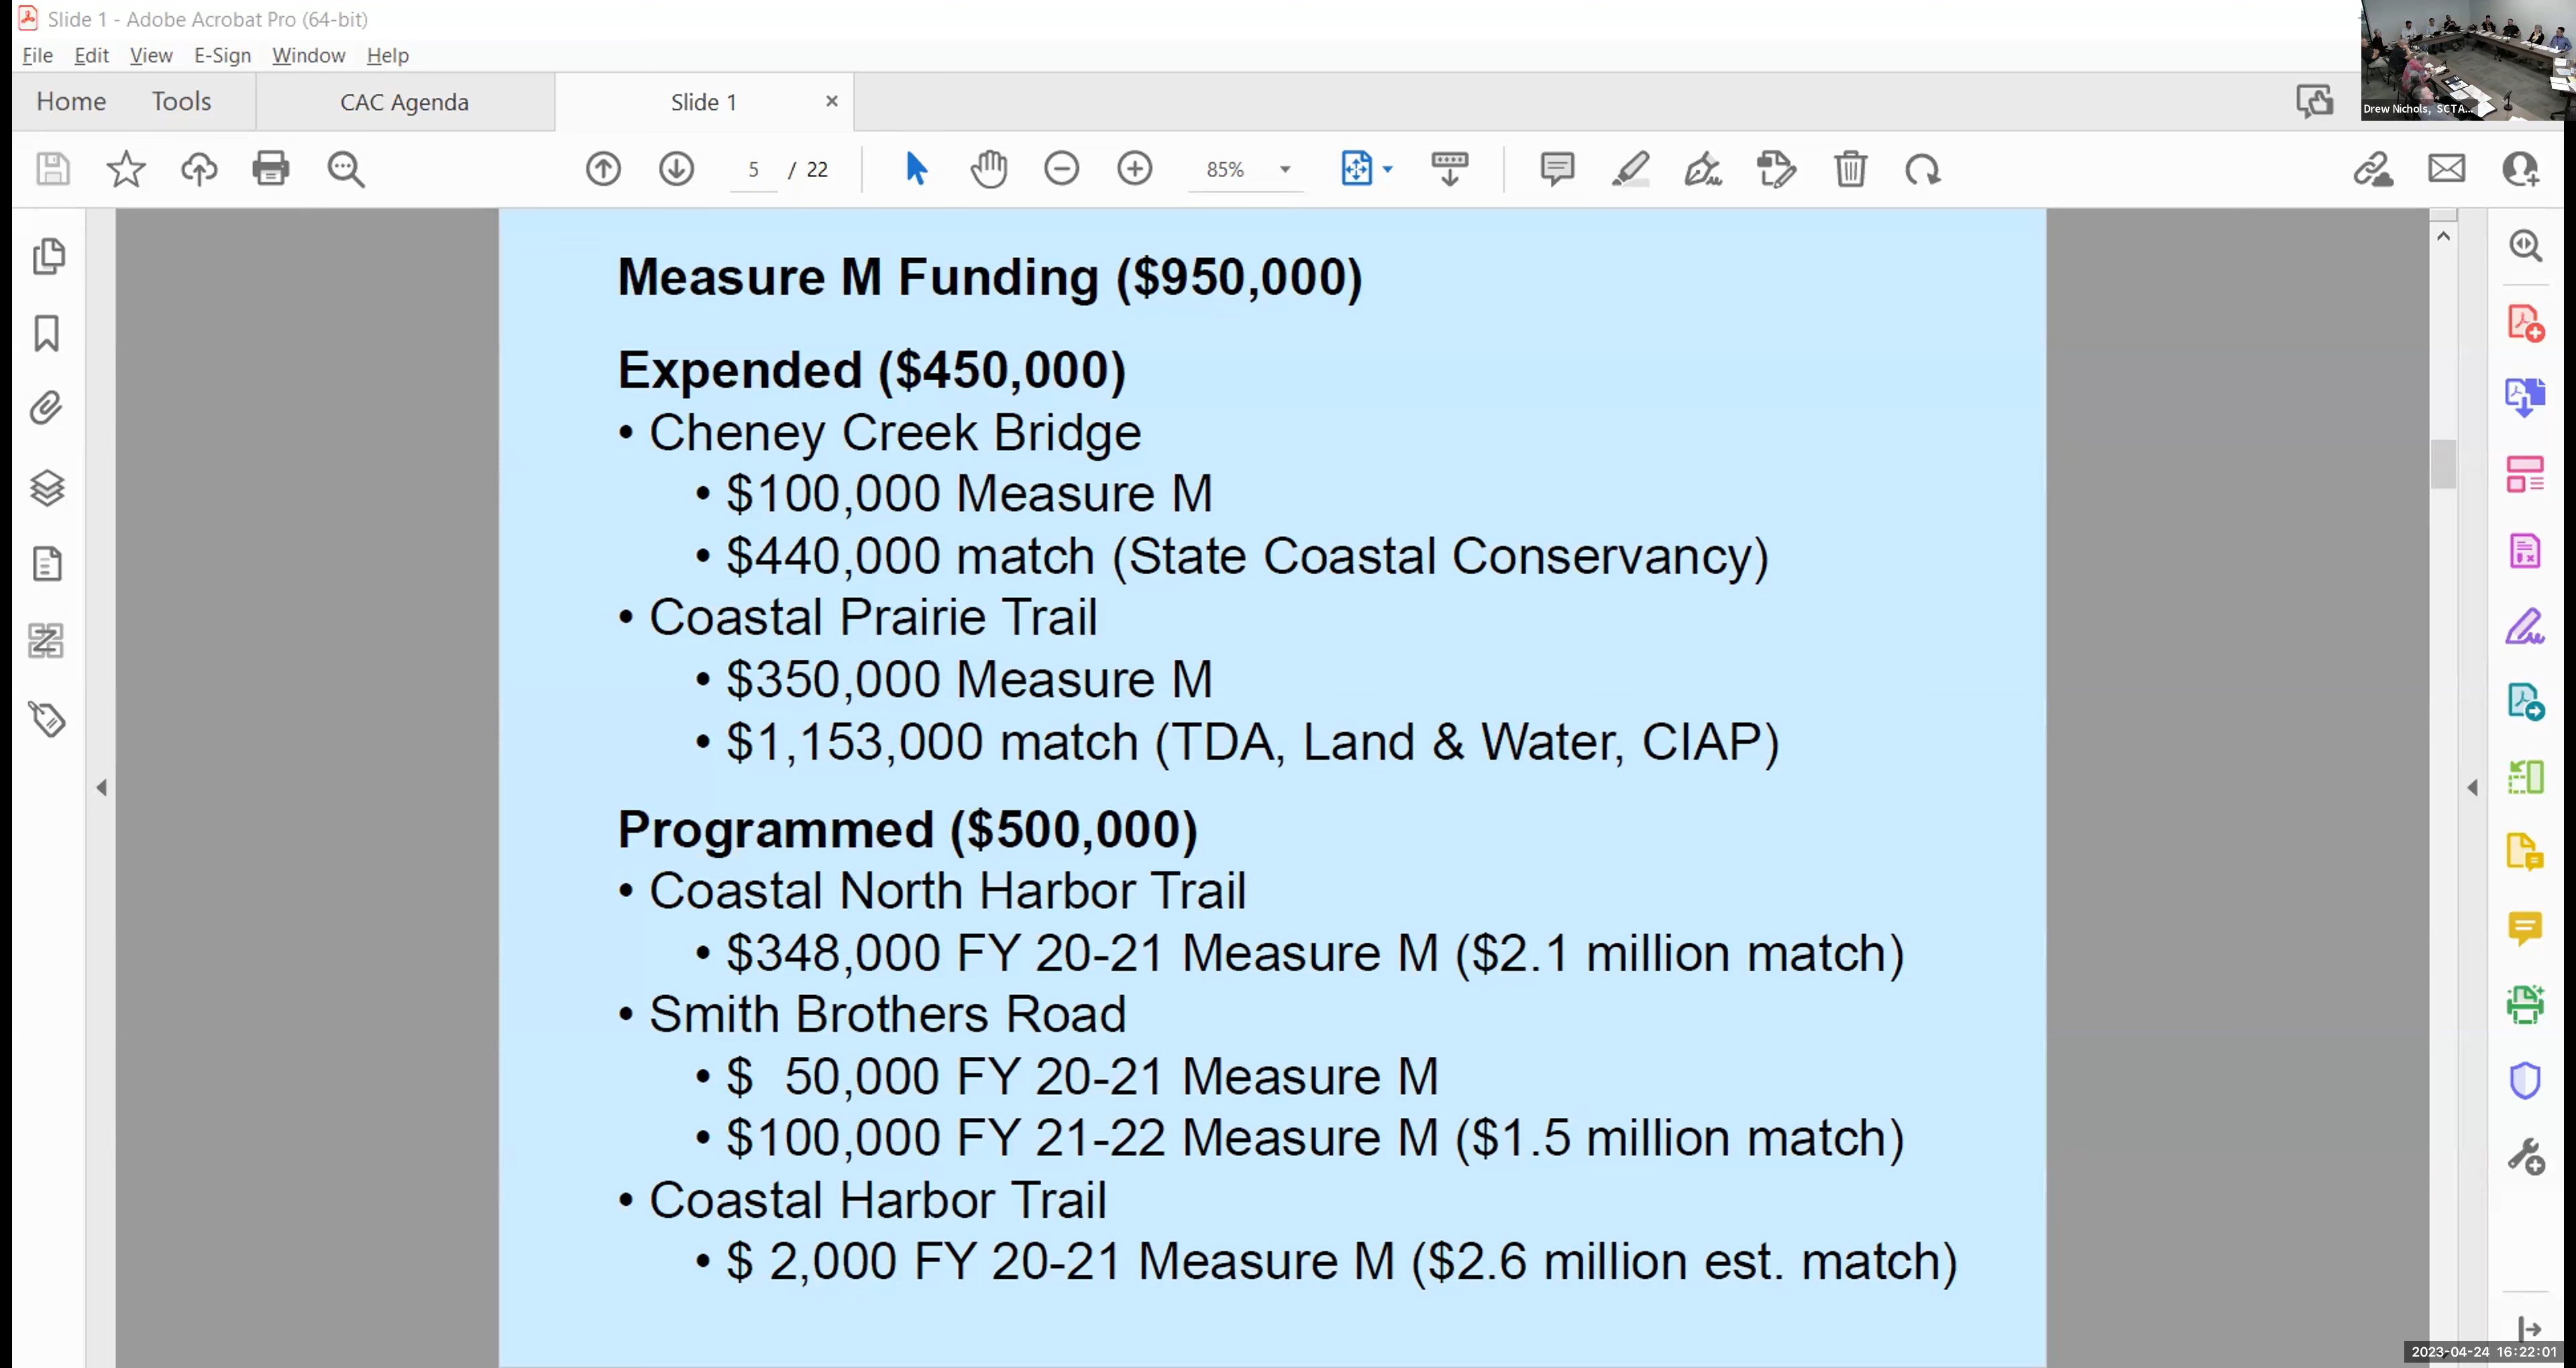 Slide 1 - Adobe Acrobat Pro (64-bit)
File Edit View E-Sign Window Help
Home Tools CAC Agenda Slide 1 ×
5 / 22 85%
Drew Nichols, SCTA...
Measure M Funding ($950,000)
Expended ($450,000)
• Cheney Creek Bridge
• $100,000 Measure M
• $440,000 match (State Coastal Conservancy)
• Coastal Prairie Trail
• $350,000 Measure M
• $1,153,000 match (TDA, Land & Water, CIAP)
Programmed ($500,000)
• Coastal North Harbor Trail
• $348,000 FY 20-21 Measure M ($2.1 million match)
• Smith Brothers Road
• $ 50,000 FY 20-21 Measure M
• $100,000 FY 21-22 Measure M ($1.5 million match)
• Coastal Harbor Trail
• $ 2,000 FY 20-21 Measure M ($2.6 million est. match)
2023-04-24 16:22:01